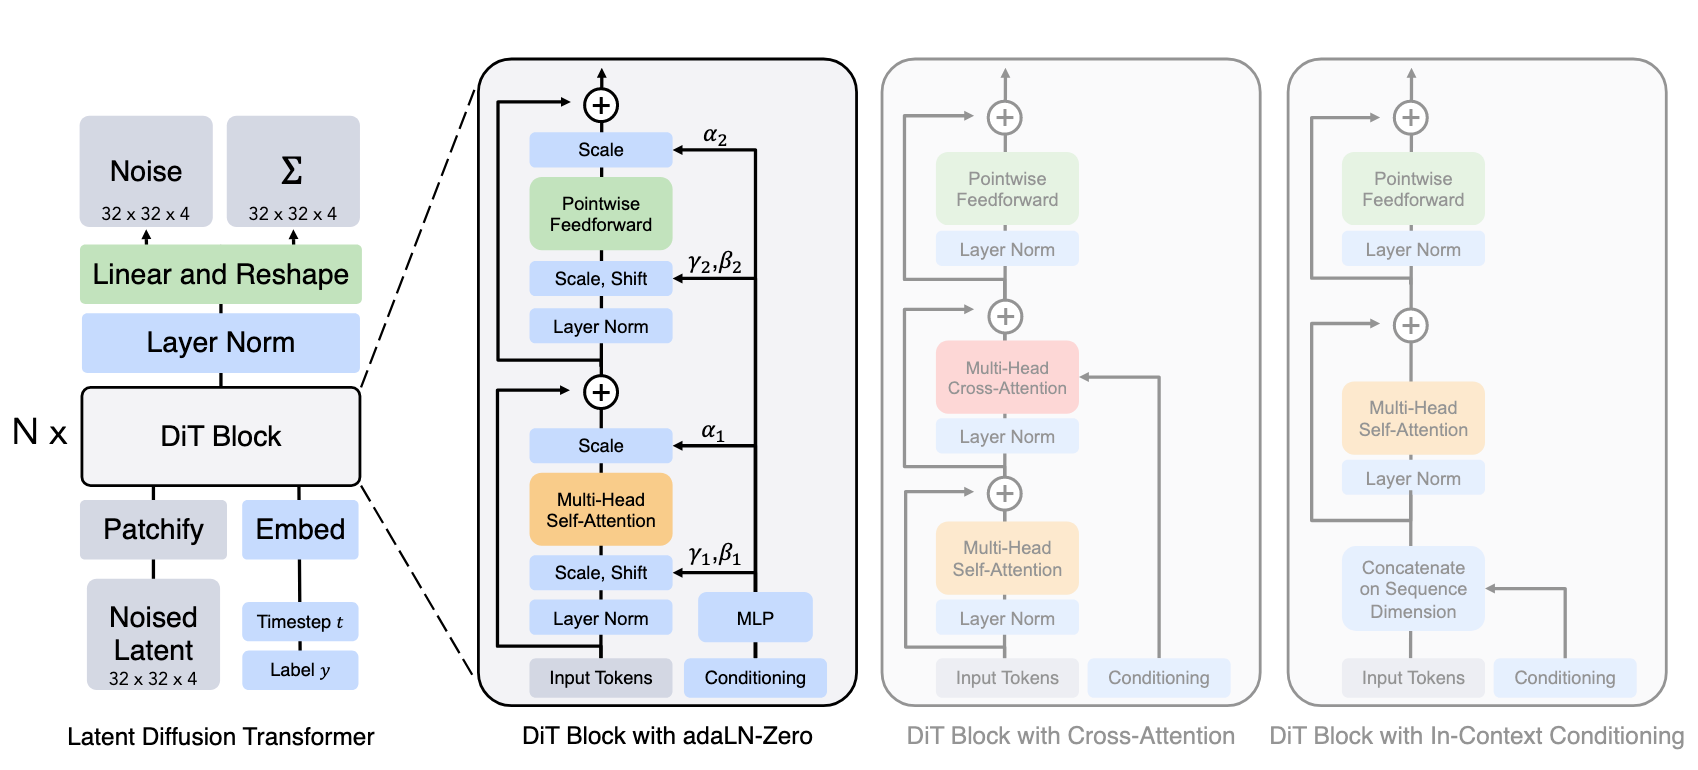 Noise
32 x 32 x 4
Σ
32 x 32 x 4
Linear and Reshape
Layer Norm
N x
DiT Block
Patchify
Embed
Noised
Latent
32 x 32 x 4
Timestep t
Label y
Latent Diffusion Transformer
+
Scale
α₂
Pointwise
Feedforward
Scale, Shift
γ₂,β₂
Layer Norm
+
Scale
α₁
Multi-Head
Self-Attention
Scale, Shift
γ₁,β₁
Layer Norm
MLP
Input Tokens
Conditioning
DiT Block with adaLN-Zero
+
Pointwise
Feedforward
Layer Norm
+
Multi-Head
Cross-Attention
Layer Norm
+
Multi-Head
Self-Attention
Layer Norm
Input Tokens
Conditioning
DiT Block with Cross-Attention
+
Pointwise
Feedforward
Layer Norm
+
Multi-Head
Self-Attention
Layer Norm
Concatenate
on Sequence
Dimension
Input Tokens
Conditioning
DiT Block with In-Context Conditioning